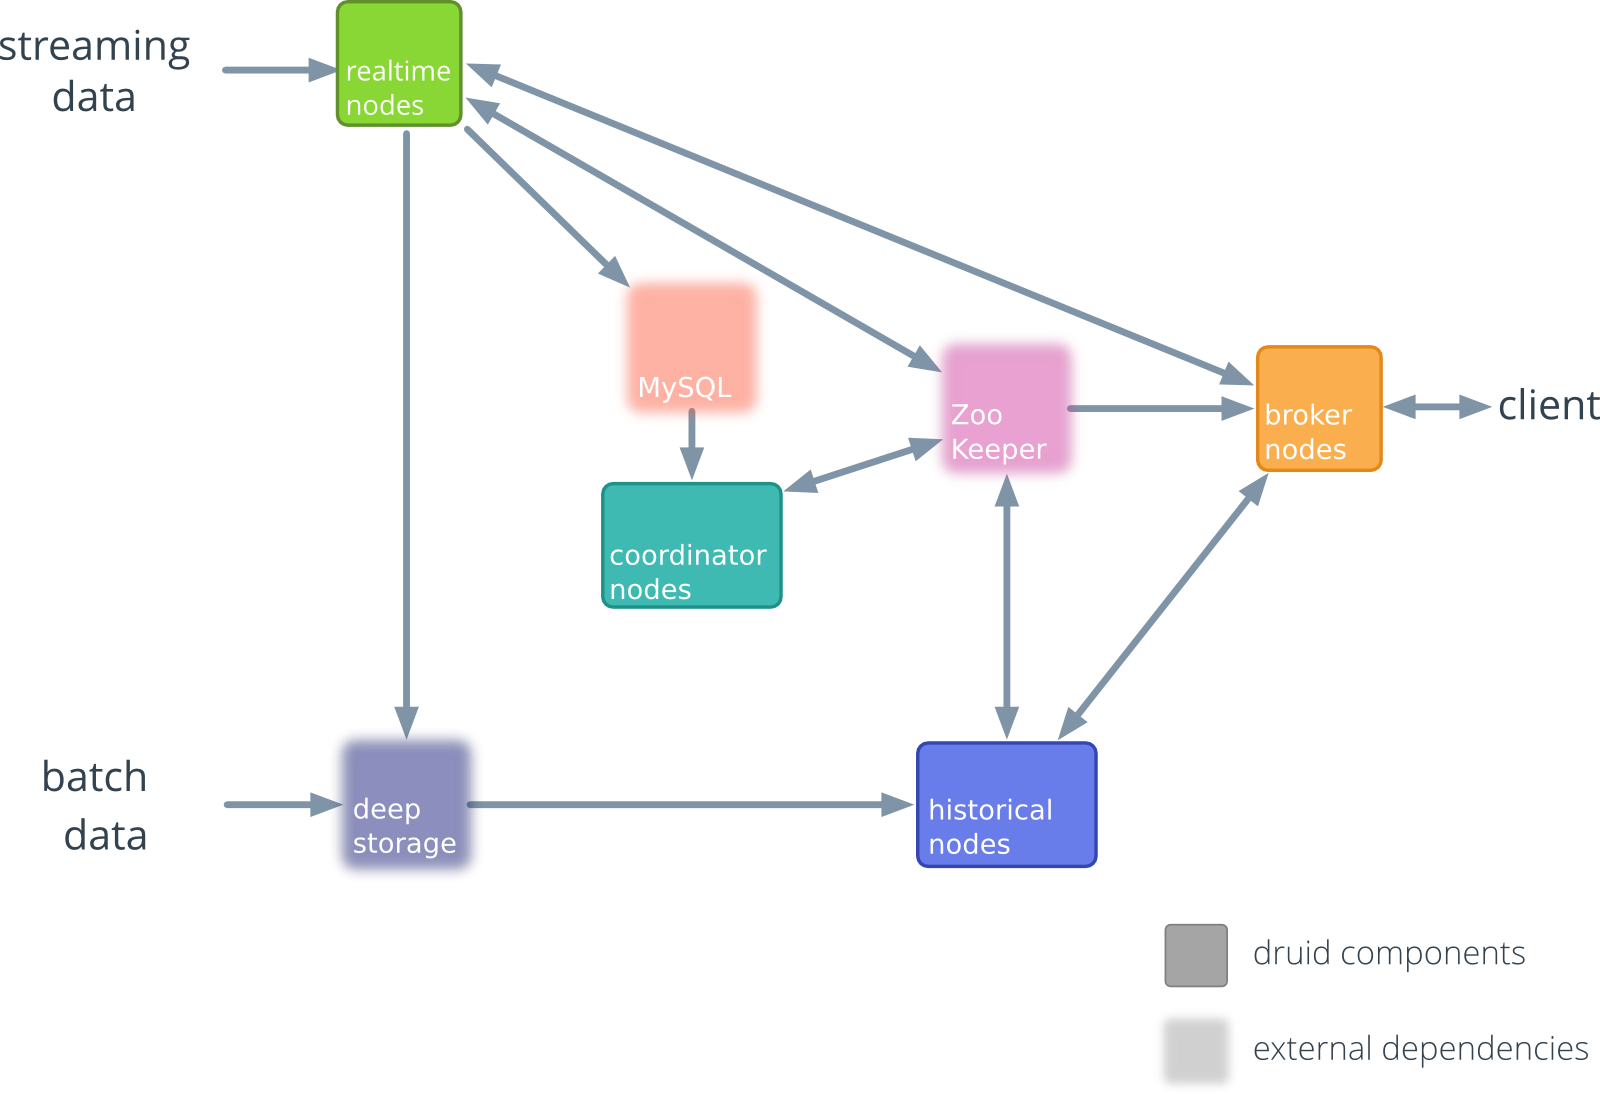 streaming
data
realtime
nodes
MySQL
Zoo
Keeper
broker
nodes
client
coordinator
nodes
batch
data
deep
storage
historical
nodes
druid components
external dependencies